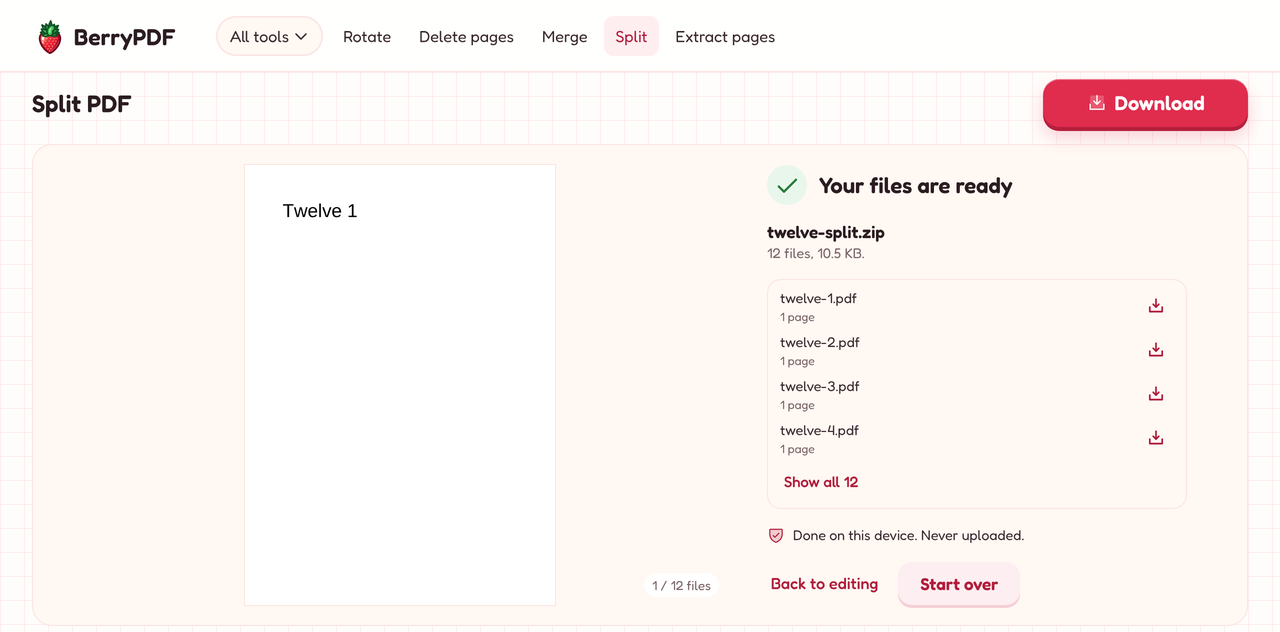 BerryPDF
All tools
Rotate
Delete pages
Merge
Split
Extract pages
Split PDF
Download
Twelve 1
1 / 12 files
Your files are ready
twelve-split.zip
12 files, 10.5 KB.
twelve-1.pdf
1 page
twelve-2.pdf
1 page
twelve-3.pdf
1 page
twelve-4.pdf
1 page
Show all 12
Done on this device. Never uploaded.
Back to editing
Start over